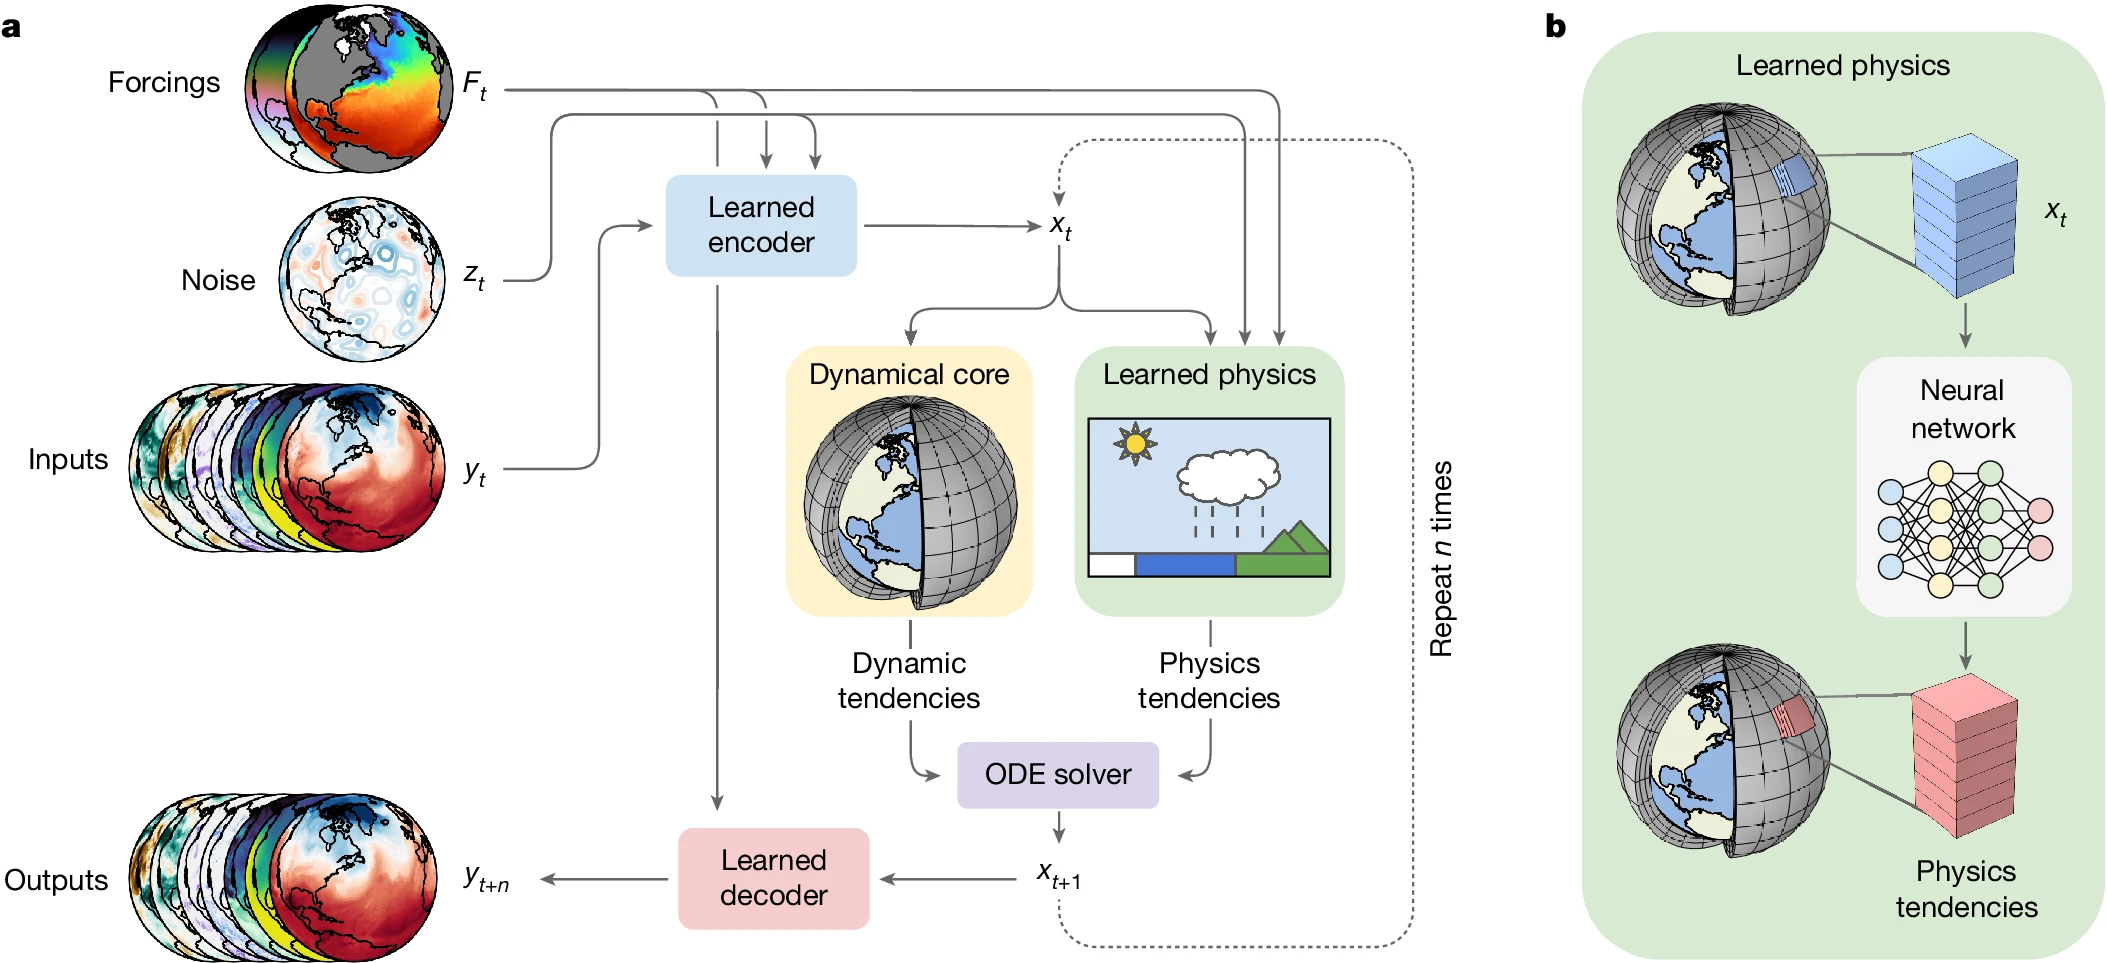 a
Forcings
F_t
Noise
z_t
Inputs
y_t
Learned
encoder
x_t
Dynamical core
Learned physics
Dynamic
tendencies
Physics
tendencies
ODE solver
Repeat n times
Outputs
y_{t+n}
Learned
decoder
x_{t+1}
b
Learned physics
x_t
Neural
network
Physics
tendencies